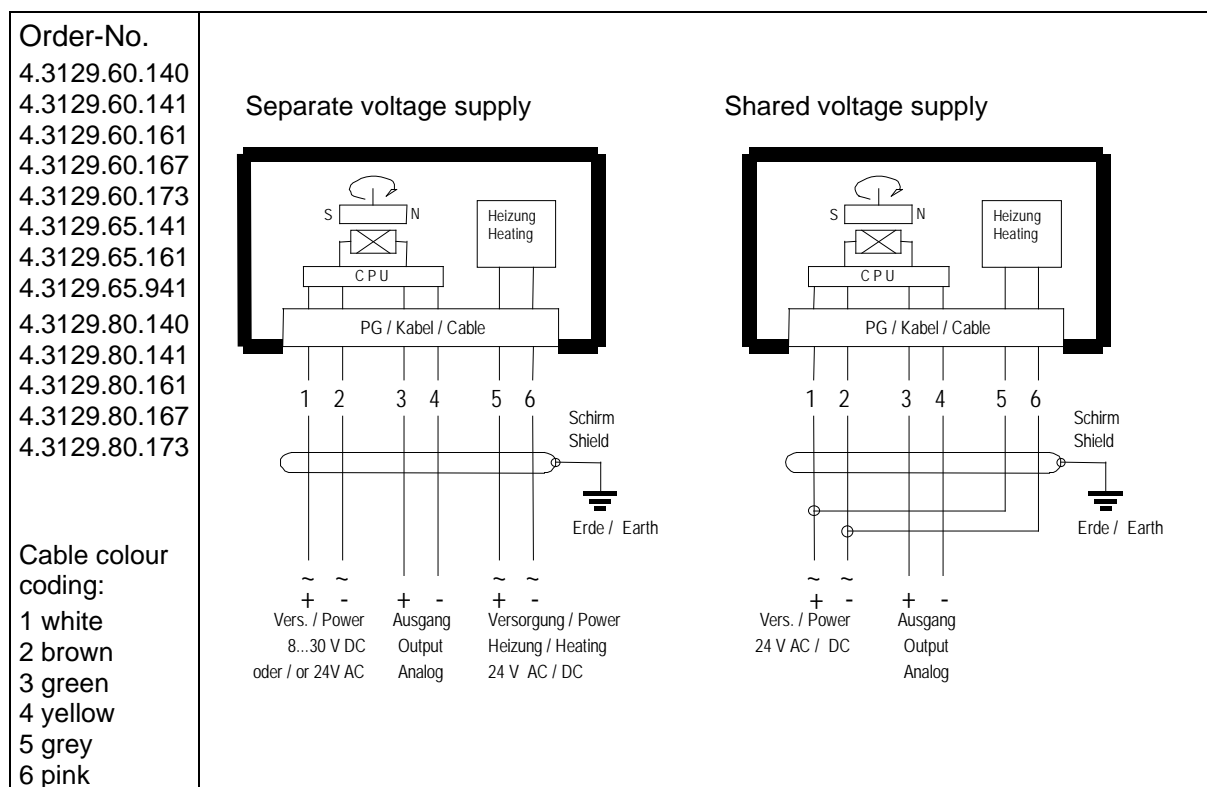 Order-No.
4.3129.60.140
4.3129.60.141
4.3129.60.161
4.3129.60.167
4.3129.60.173
4.3129.65.141
4.3129.65.161
4.3129.65.941
4.3129.80.140
4.3129.80.141
4.3129.80.161
4.3129.80.167
4.3129.80.173
Cable colour
coding:
1 white
2 brown
3 green
4 yellow
5 grey
6 pink
Separate voltage supply
S N
Heizung
Heating
CPU
PG / Kabel / Cable
1 2 3 4 5 6
Schirm
Shield
Erde / Earth
~ ~ ~ ~
+ - + - + -
Vers. / Power Ausgang Versorgung / Power
8...30 V DC Output Heizung / Heating
oder / or 24V AC Analog 24 V AC / DC
Shared voltage supply
S N
Heizung
Heating
CPU
PG / Kabel / Cable
1 2 3 4 5 6
Schirm
Shield
Erde / Earth
~ ~
+ - + -
Vers. / Power Ausgang
24 V AC / DC Output
Analog